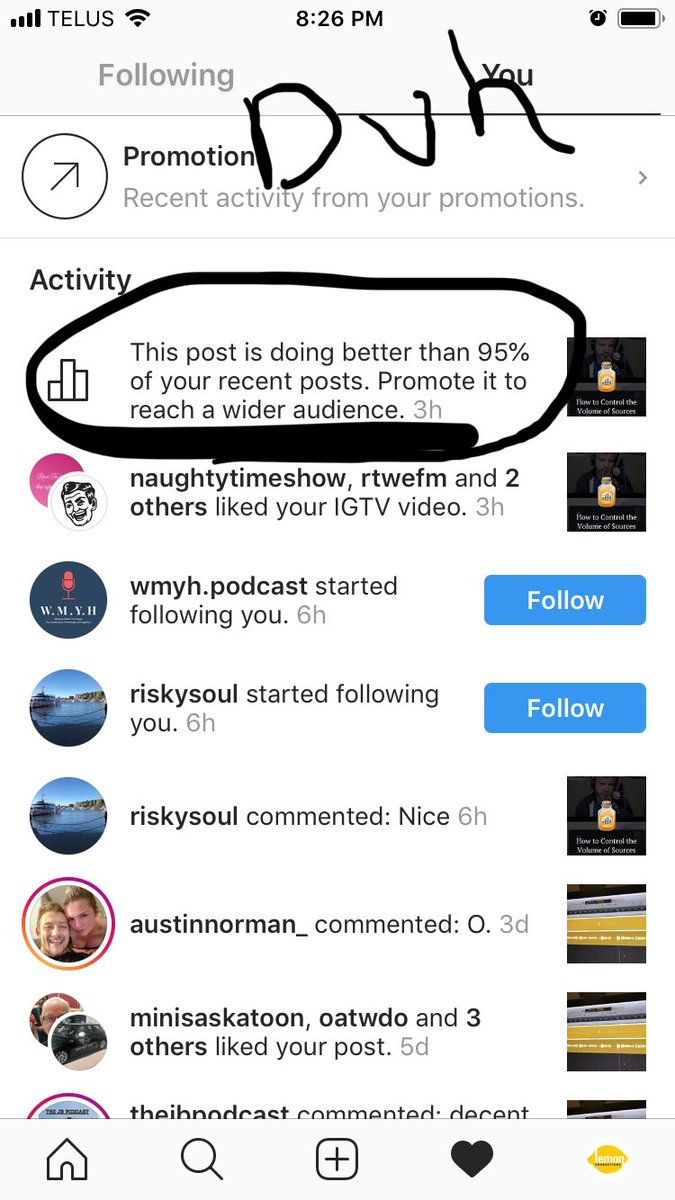 TELUS 8:26 PM
Following You
Duh
Promotion
Recent activity from your promotions.
Activity
This post is doing better than 95%
of your recent posts. Promote it to
reach a wider audience. 3h
How to Control the
Volume of Sources
naughtytimeshow, rtwefm and 2
others liked your IGTV video. 3h
How to Control the
Volume of Sources
W.M.Y.H
wmyh.podcast started
following you. 6h
Follow
riskysoul started following
you. 6h
Follow
riskysoul commented: Nice 6h
How to Control the
Volume of Sources
austinnorman_ commented: O. 3d
minisaskatoon, oatwdo and 3
others liked your post. 5d
THE JB PODCAST
thejbpodcast commented: decent
lemon
PRODUCTIONS